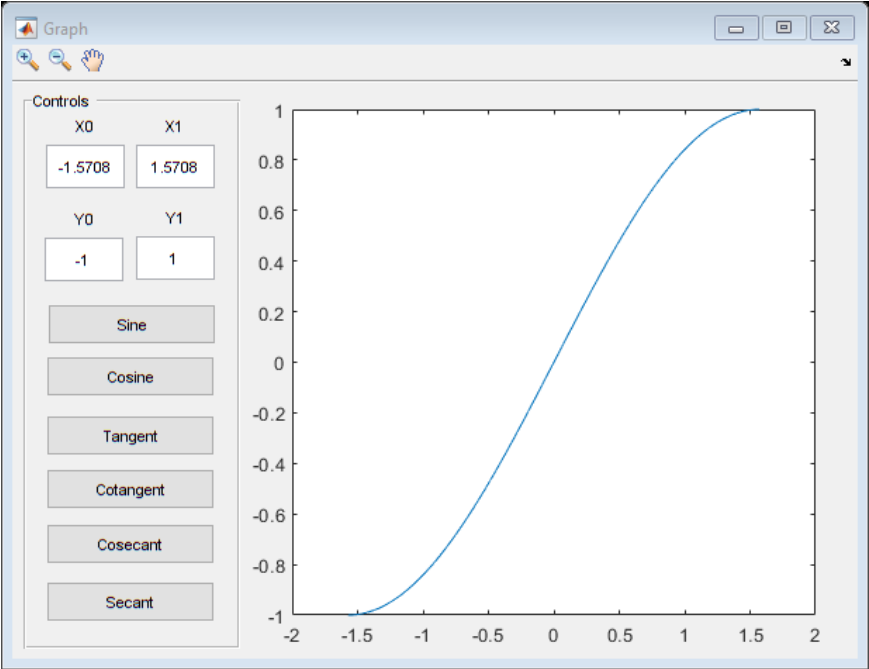 Graph
Controls
X0 X1
-1.5708 1.5708
Y0 Y1
-1 1
Sine
Cosine
Tangent
Cotangent
Cosecant
Secant
1
0.8
0.6
0.4
0.2
0
-0.2
-0.4
-0.6
-0.8
-1
-2 -1.5 -1 -0.5 0 0.5 1 1.5 2